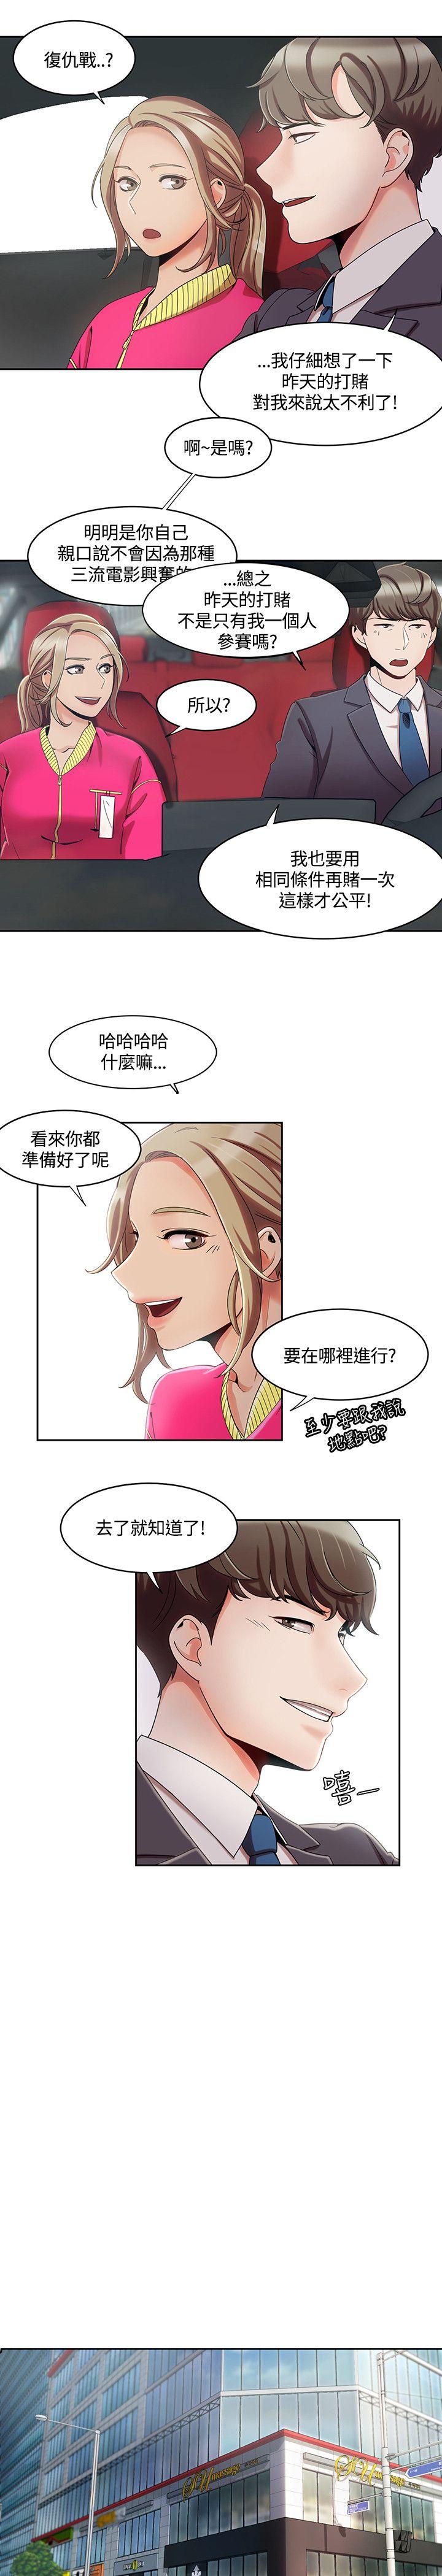 復仇戰..?
...我仔細想了一下
昨天的打賭
對我來說太不利了!
啊~是嗎?
明明是你自己
親口說不會因為那種
三流電影興奮的
...總之
昨天的打賭
不是只有我一個人
參賽嗎?
所以?
我也要用
相同條件再賭一次
這樣才公平!
哈哈哈哈
什麼嘛...
看來你都
準備好了呢
要在哪裡進行?
至少要跟我說
地點吧?
去了就知道了!
嘻一
massage